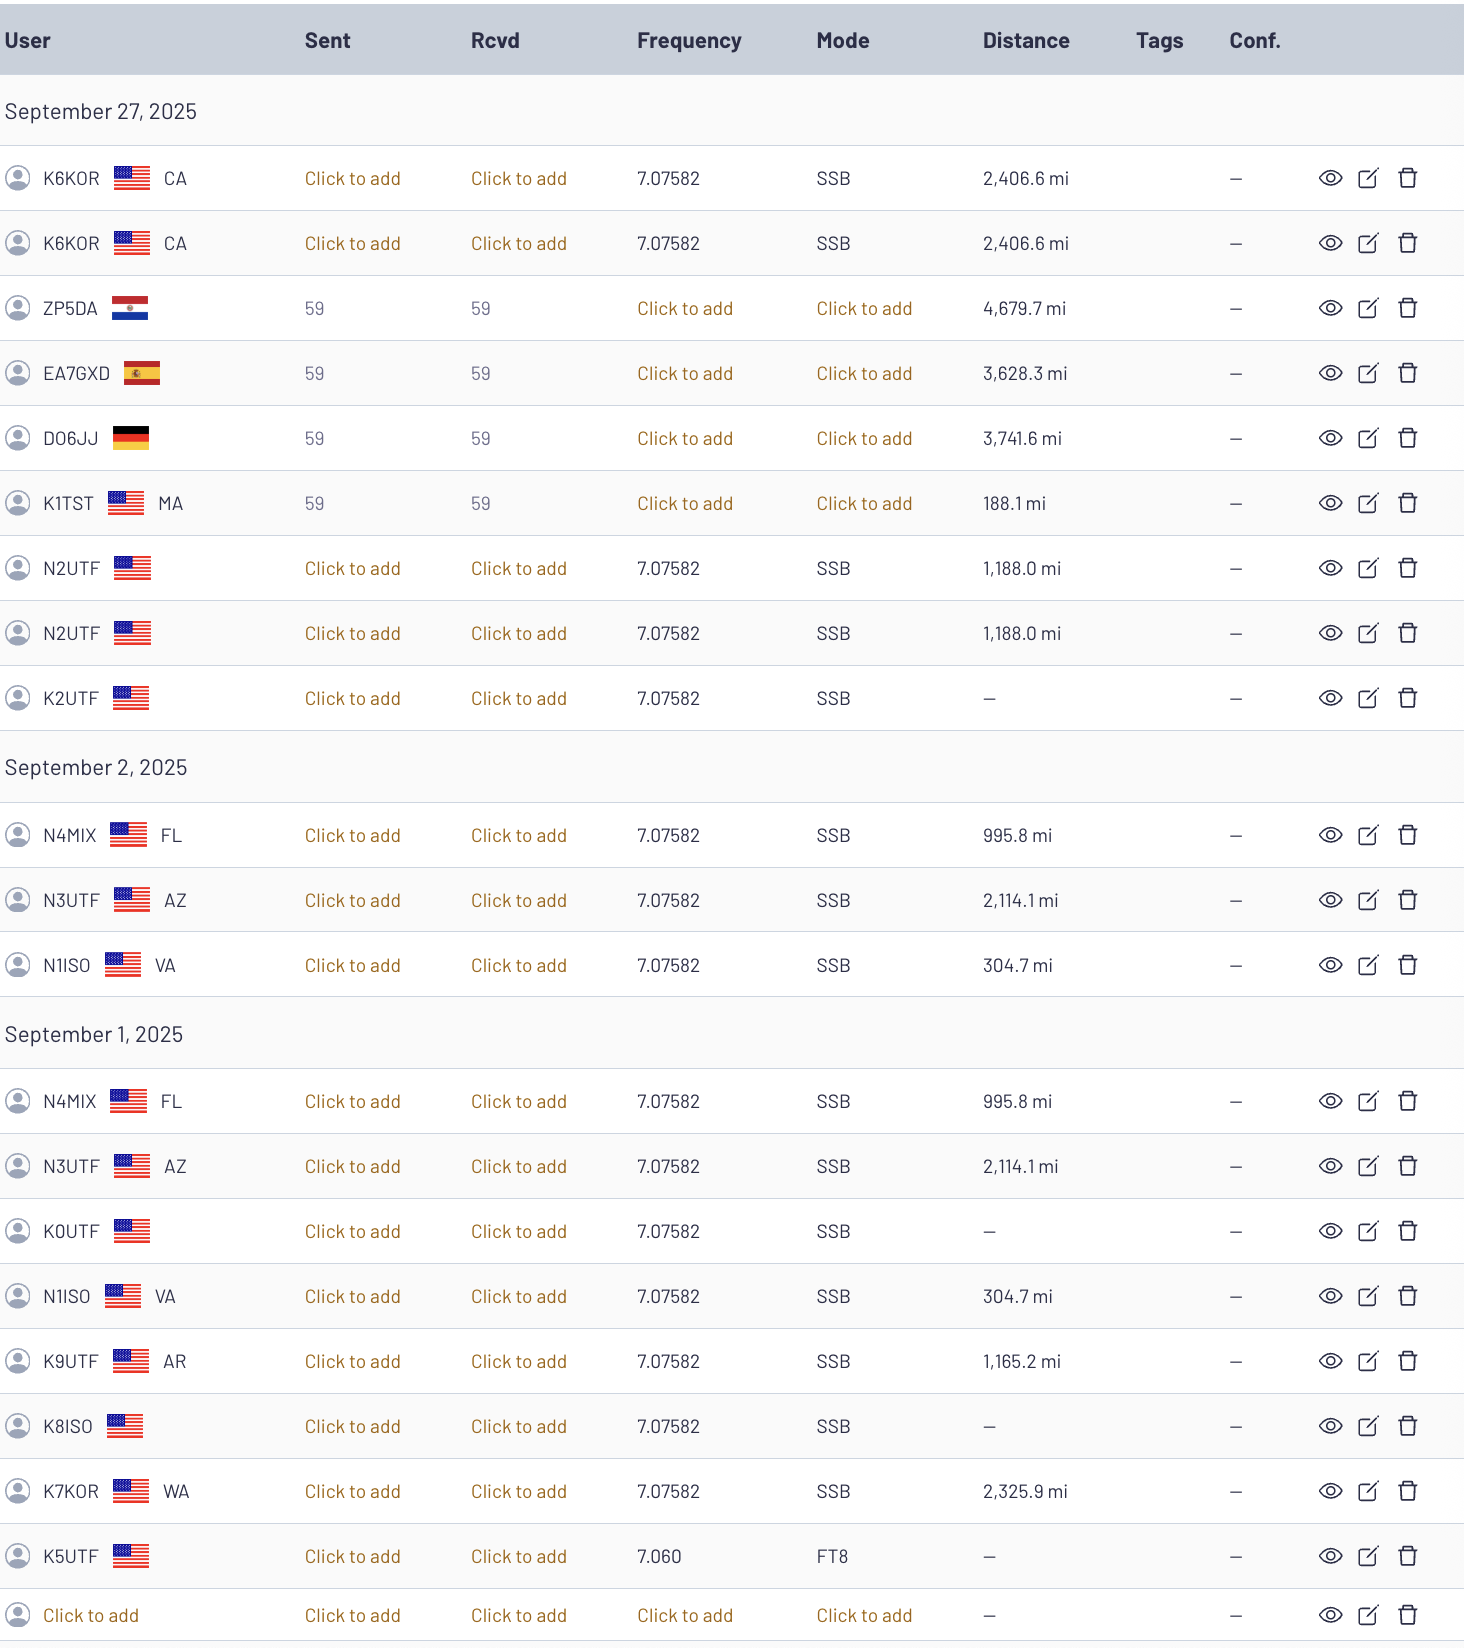 User Sent Rcvd Frequency Mode Distance Tags Conf.
September 27, 2025
K6KOR CA Click to add Click to add 7.07582 SSB 2,406.6 mi —
K6KOR CA Click to add Click to add 7.07582 SSB 2,406.6 mi —
ZP5DA 59 59 Click to add Click to add 4,679.7 mi —
EA7GXD 59 59 Click to add Click to add 3,628.3 mi —
DO6JJ 59 59 Click to add Click to add 3,741.6 mi —
K1TST MA 59 59 Click to add Click to add 188.1 mi —
N2UTF Click to add Click to add 7.07582 SSB 1,188.0 mi —
N2UTF Click to add Click to add 7.07582 SSB 1,188.0 mi —
K2UTF Click to add Click to add 7.07582 SSB — —
September 2, 2025
N4MIX FL Click to add Click to add 7.07582 SSB 995.8 mi —
N3UTF AZ Click to add Click to add 7.07582 SSB 2,114.1 mi —
N1ISO VA Click to add Click to add 7.07582 SSB 304.7 mi —
September 1, 2025
N4MIX FL Click to add Click to add 7.07582 SSB 995.8 mi —
N3UTF AZ Click to add Click to add 7.07582 SSB 2,114.1 mi —
K0UTF Click to add Click to add 7.07582 SSB — —
N1ISO VA Click to add Click to add 7.07582 SSB 304.7 mi —
K9UTF AR Click to add Click to add 7.07582 SSB 1,165.2 mi —
K8ISO Click to add Click to add 7.07582 SSB — —
K7KOR WA Click to add Click to add 7.07582 SSB 2,325.9 mi —
K5UTF Click to add Click to add 7.060 FT8 — —
Click to add Click to add Click to add Click to add Click to add — —